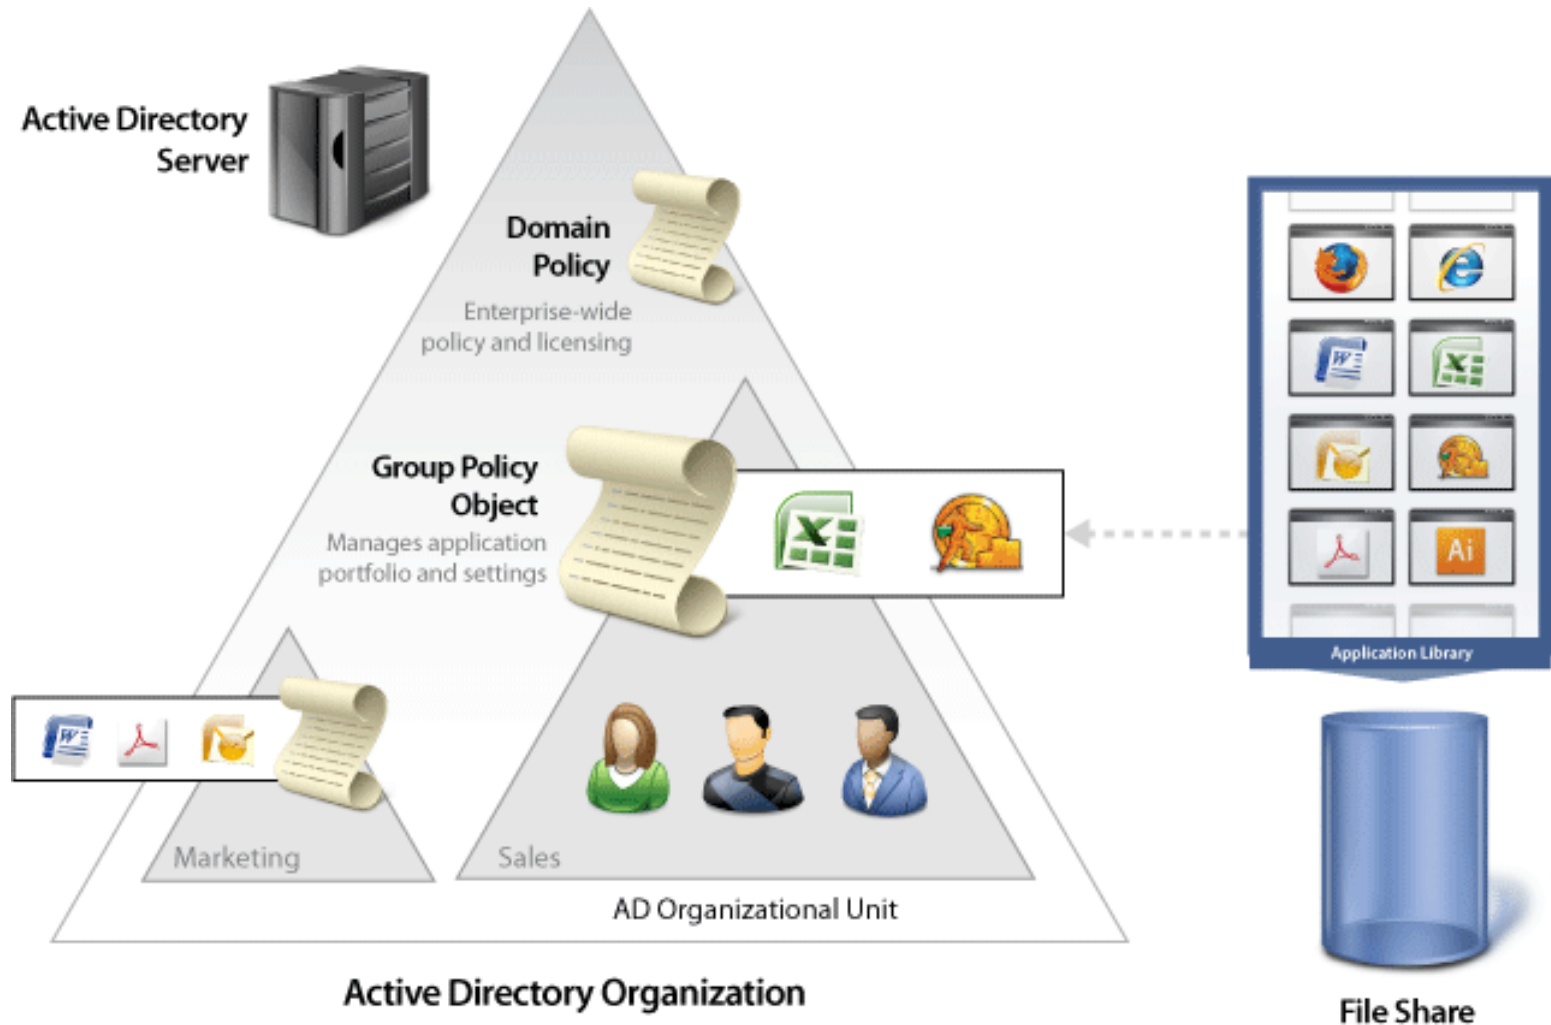 Active Directory
Server
Domain
Policy
Enterprise-wide
policy and licensing
Group Policy
Object
Manages application
portfolio and settings
W
X
Marketing
Sales
AD Organizational Unit
Active Directory Organization
e
W
X
Ai
Application Library
File Share